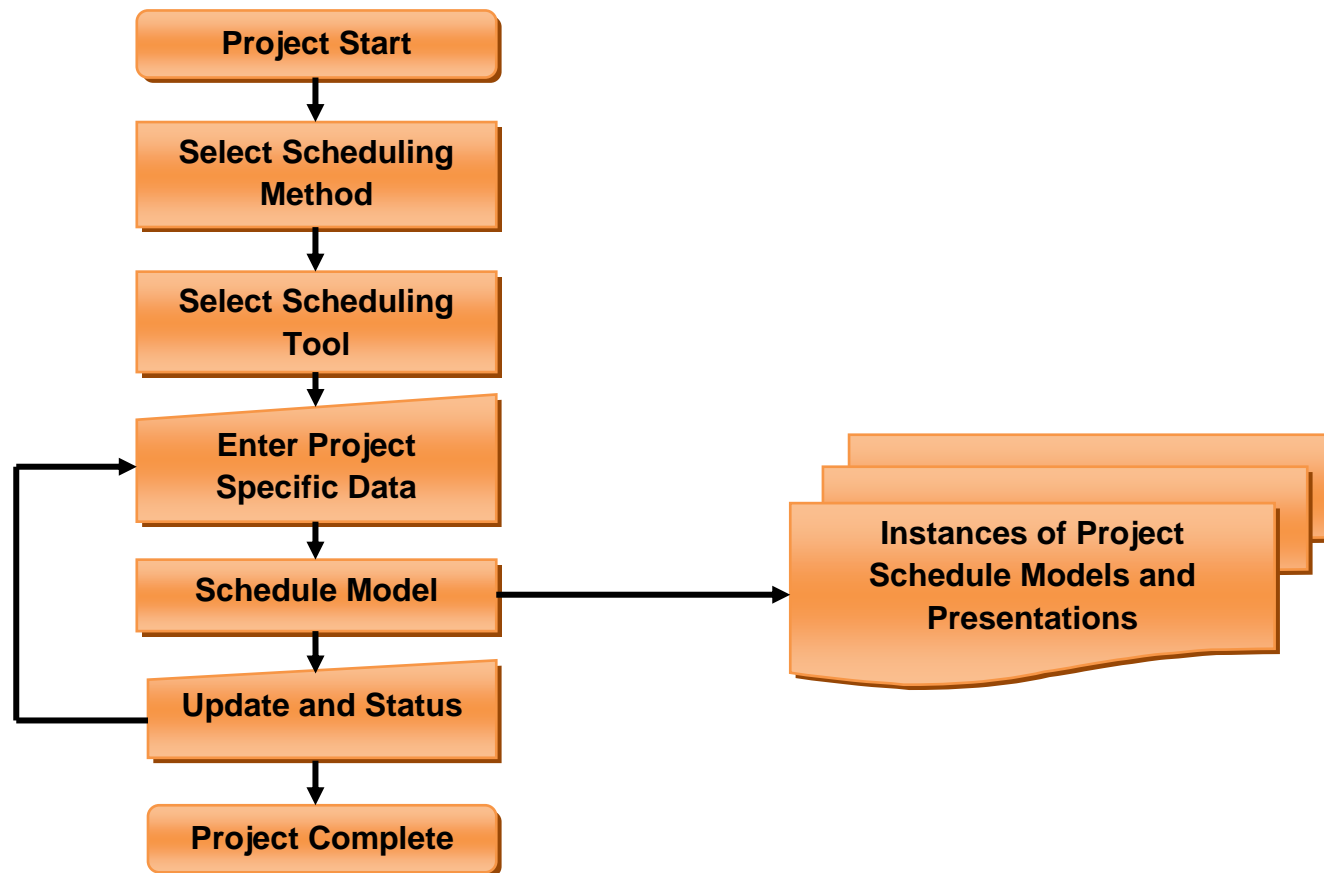 Project Start
Select Scheduling
Method
Select Scheduling
Tool
Enter Project
Specific Data
Schedule Model
Update and Status
Project Complete
Instances of Project
Schedule Models and
Presentations